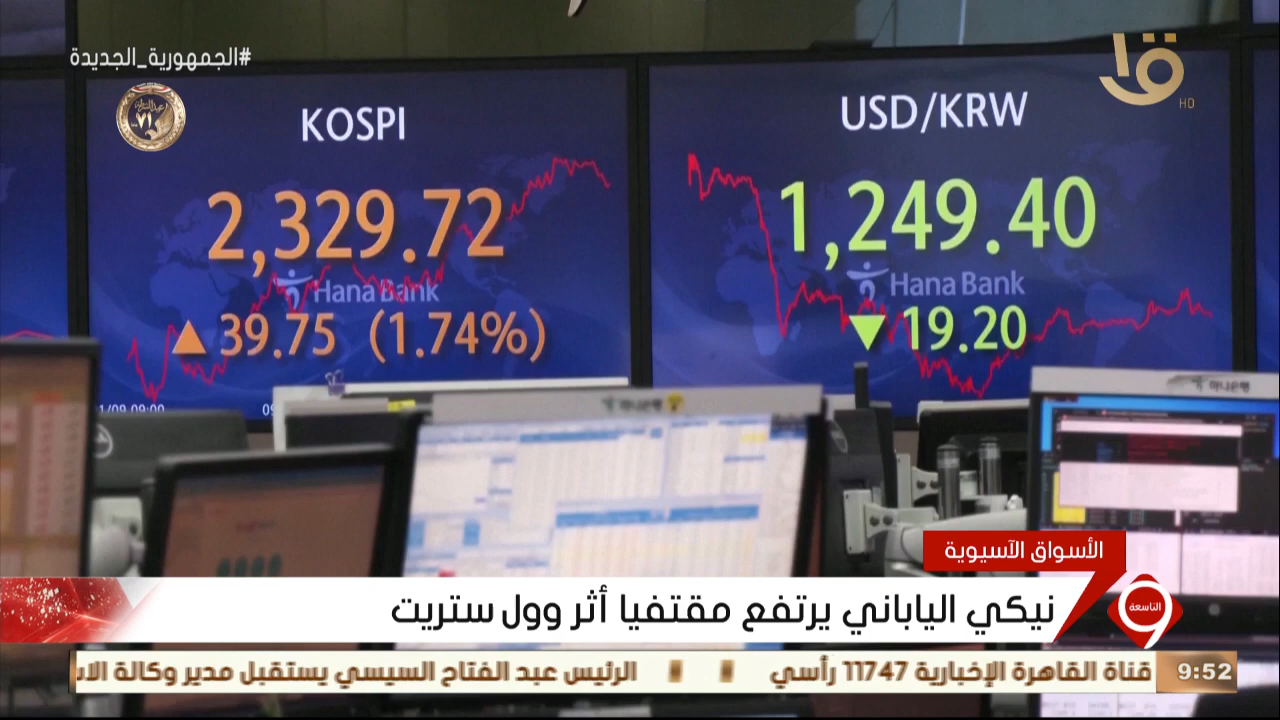 #الجمهورية_الجديدة
HD
KOSPI
2,329.72
Hana Bank
▲ 39.75 (1.74%)
USD/KRW
1,249.40
Hana Bank
▼ 19.20
الأسواق الآسيوية
التاسعة
نيكي الياباني يرتفع مقتفيا أثر وول ستريت
9:52
قناة القاهرة الإخبارية 11747 رأسي
الرئيس عبد الفتاح السيسي يستقبل مدير وكالة الاس